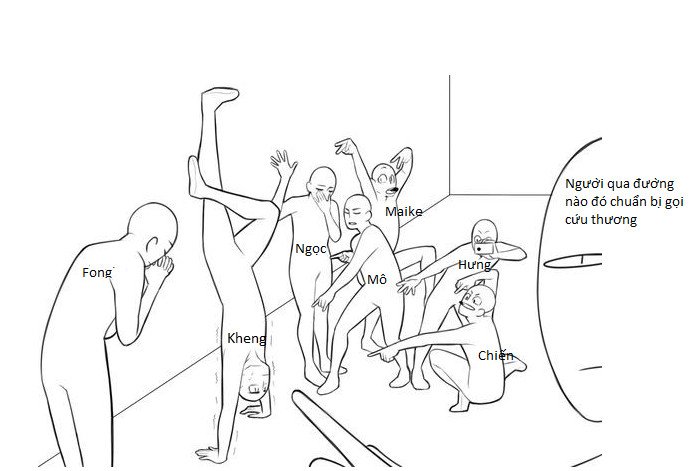 Maike
Người qua đường
nào đó chuẩn bị gọi
cứu thương
Ngọc
Fong
Hưng
Mô
Kheng
Chiến